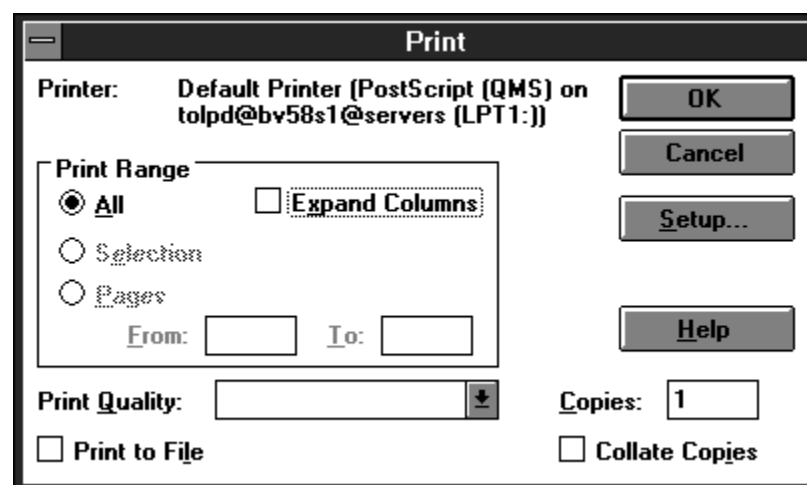 Print
Printer: Default Printer (PostScript (QMS) on
tolpd@bv58s1@servers (LPT1:))
OK
Cancel
Setup...
Help
Print Range
All
Expand Columns
Selection
Pages
From: To:
Print Quality:
Copies: 1
Print to File
Collate Copies